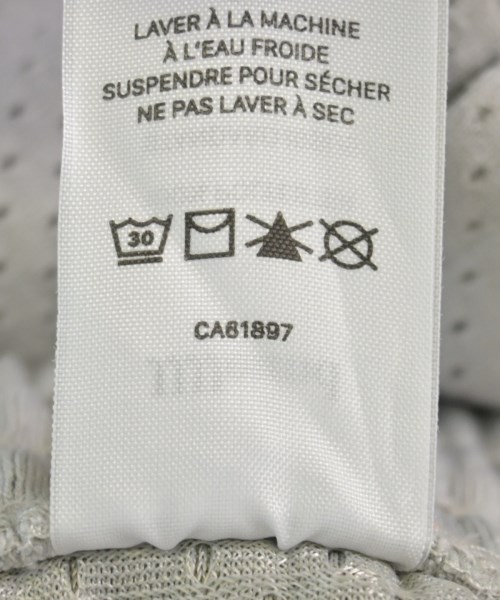 LAVER À LA MACHINE
À L'EAU FROIDE
SUSPENDRE POUR SÉCHER
NE PAS LAVER À SEC
30
CA61897